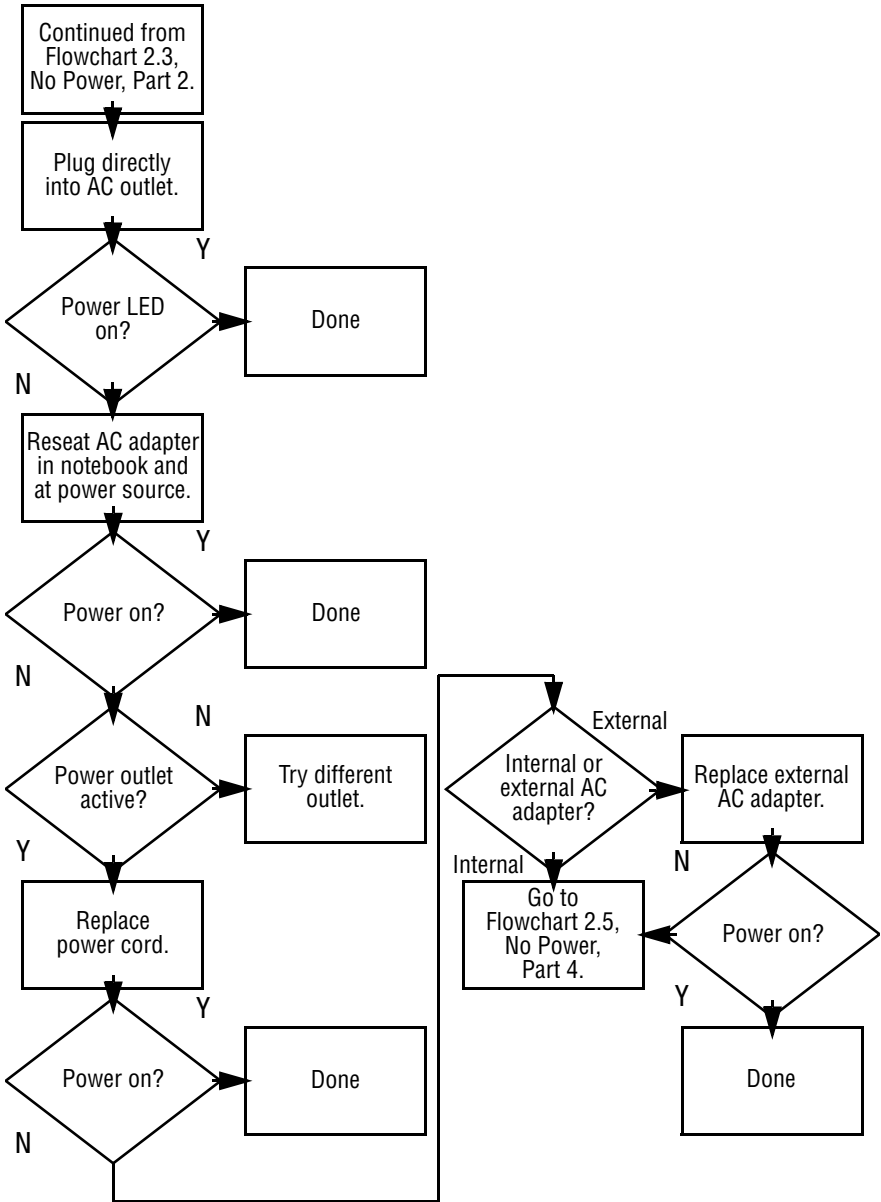 Continued from
Flowchart 2.3,
No Power, Part 2.
Plug directly
into AC outlet.
Y
Power LED
on?
Done
N
Reseat AC adapter
in notebook and
at power source.
Y
Power on?
Done
N
N
Power outlet
active?
Try different
outlet.
Y
Replace
power cord.
Y
Power on?
Done
N
External
Internal or
external AC
adapter?
Replace external
AC adapter.
Internal
N
Go to
Flowchart 2.5,
No Power,
Part 4.
Power on?
Y
Done